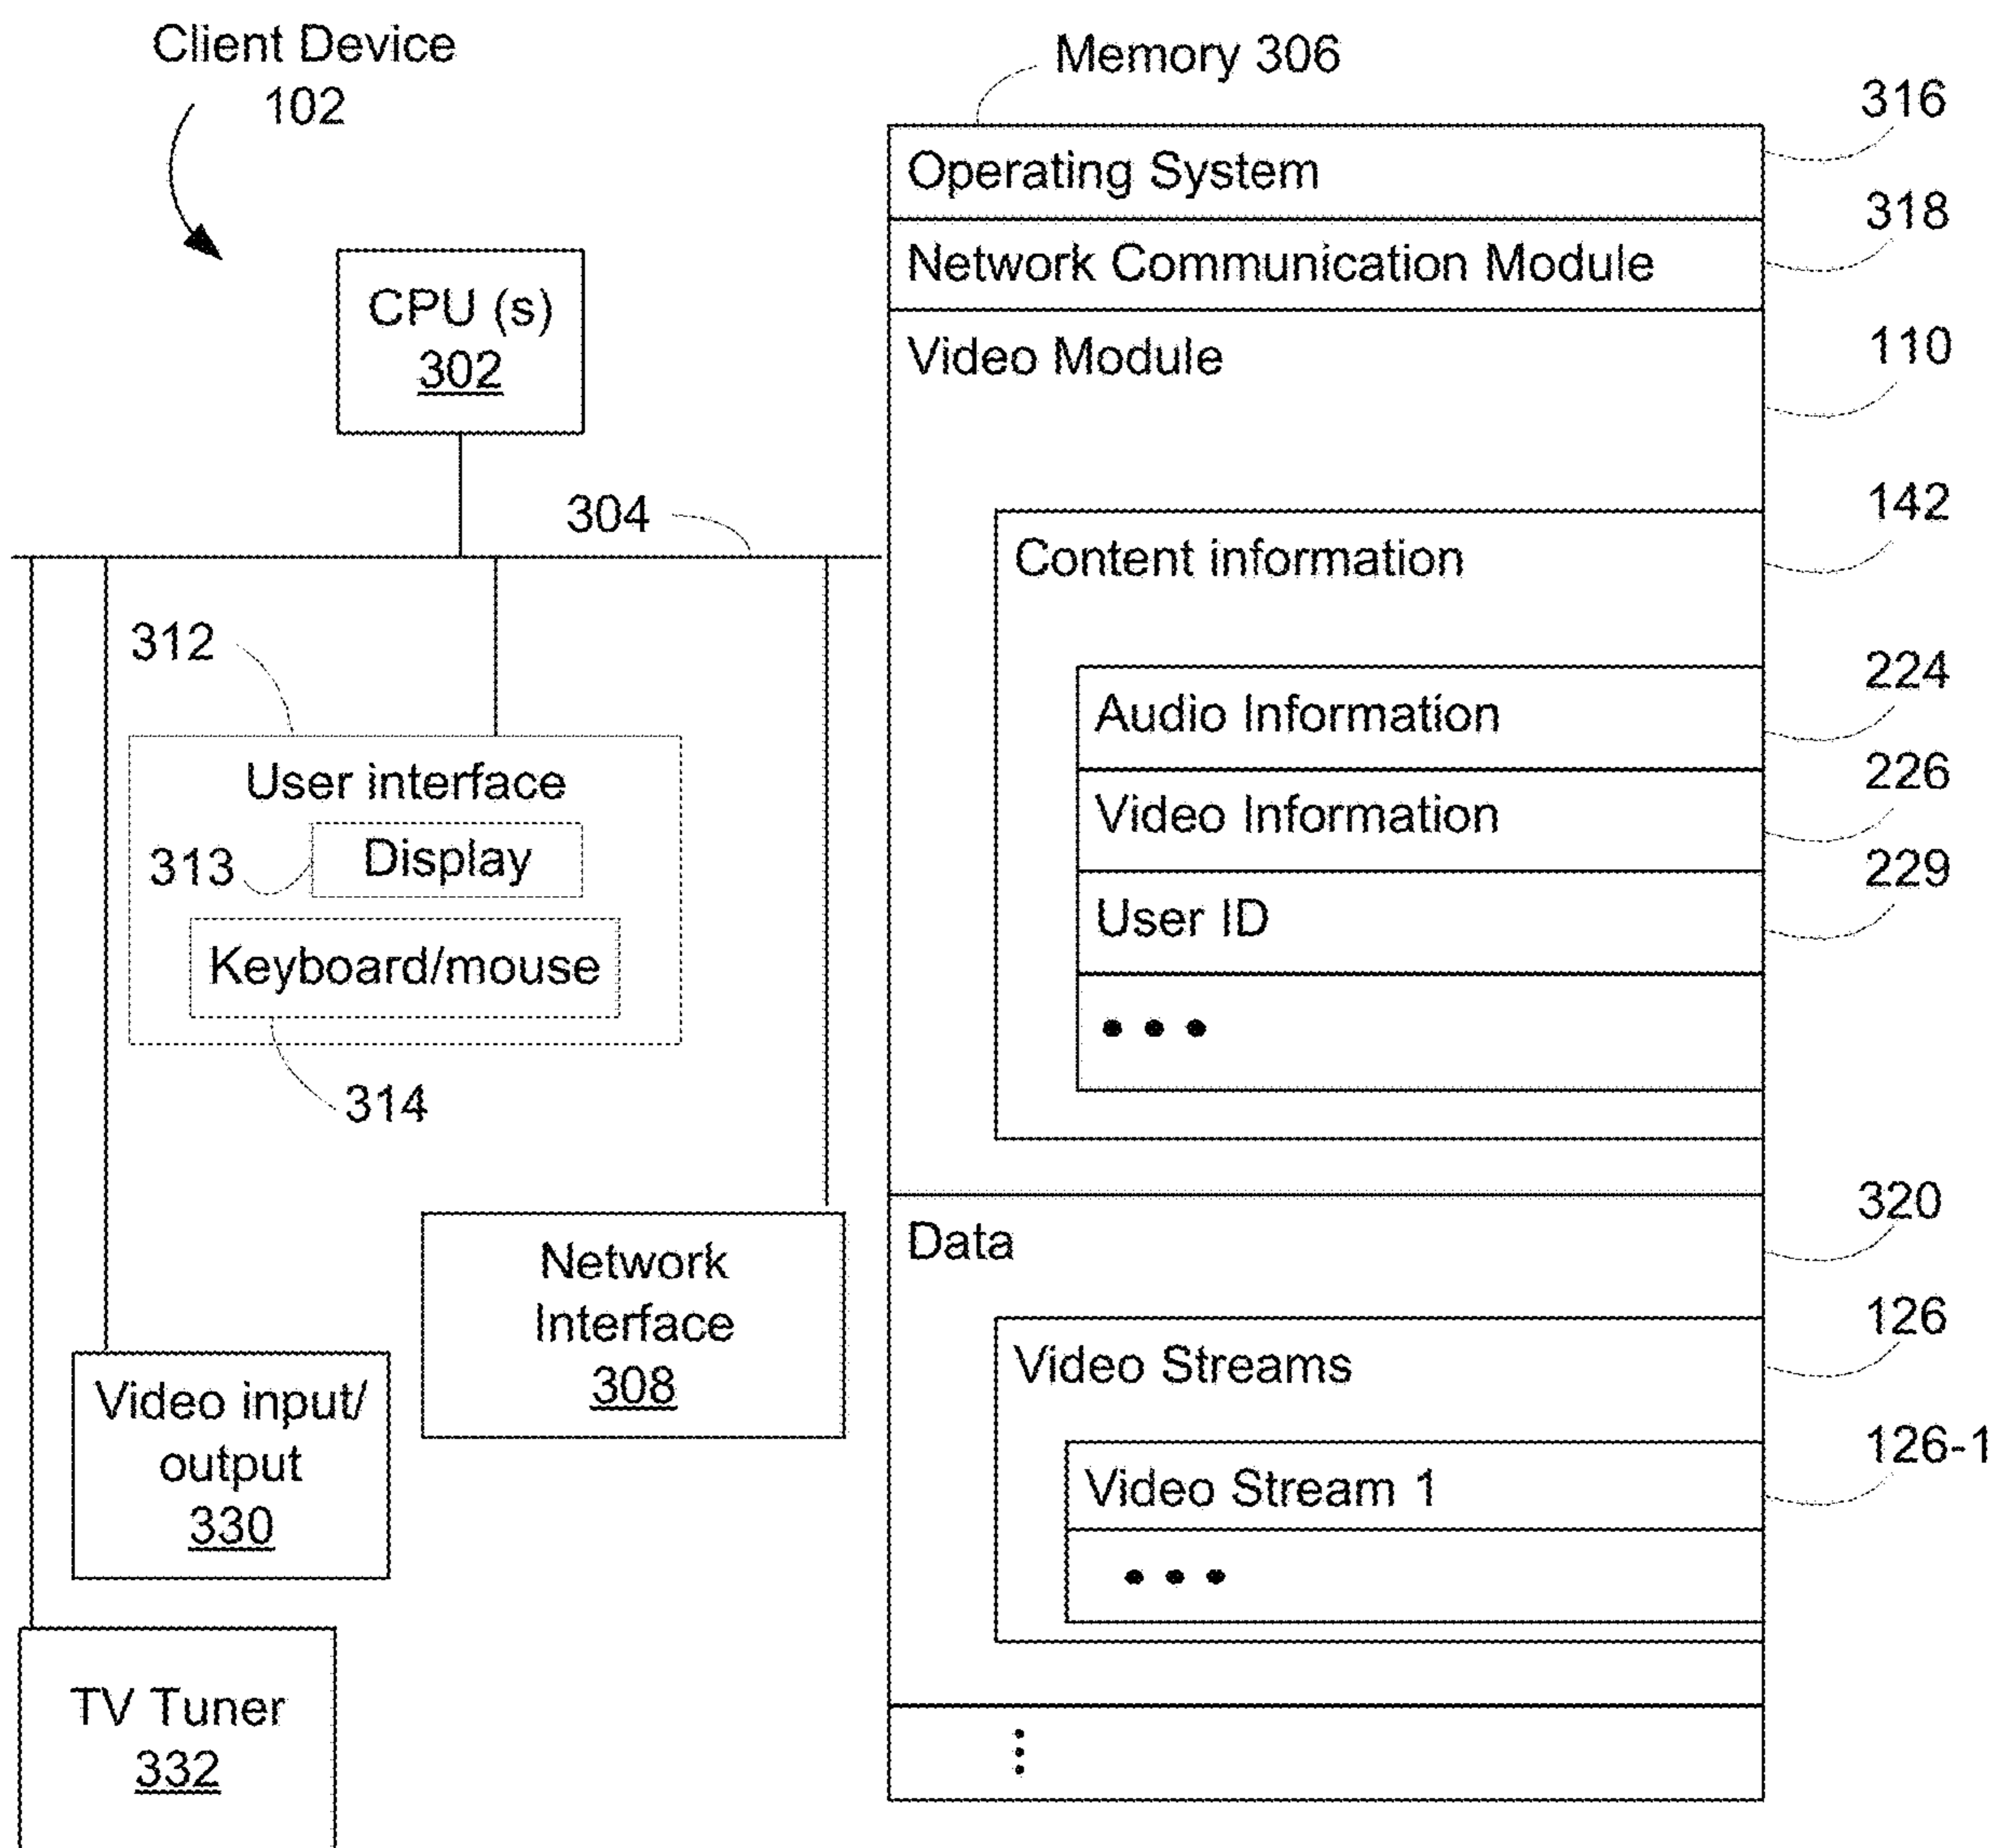 Client Device
102
CPU (s)
302
304
312
User interface
313
Display
Keyboard/mouse
314
Network
Interface
308
Video input/
output
330
TV Tuner
332
Memory 306
Operating System
316
Network Communication Module
318
Video Module
110
Content information
142
Audio Information
224
Video Information
226
User ID
229
• • •
Data
320
Video Streams
126
Video Stream 1
126-1
• • •
⋮